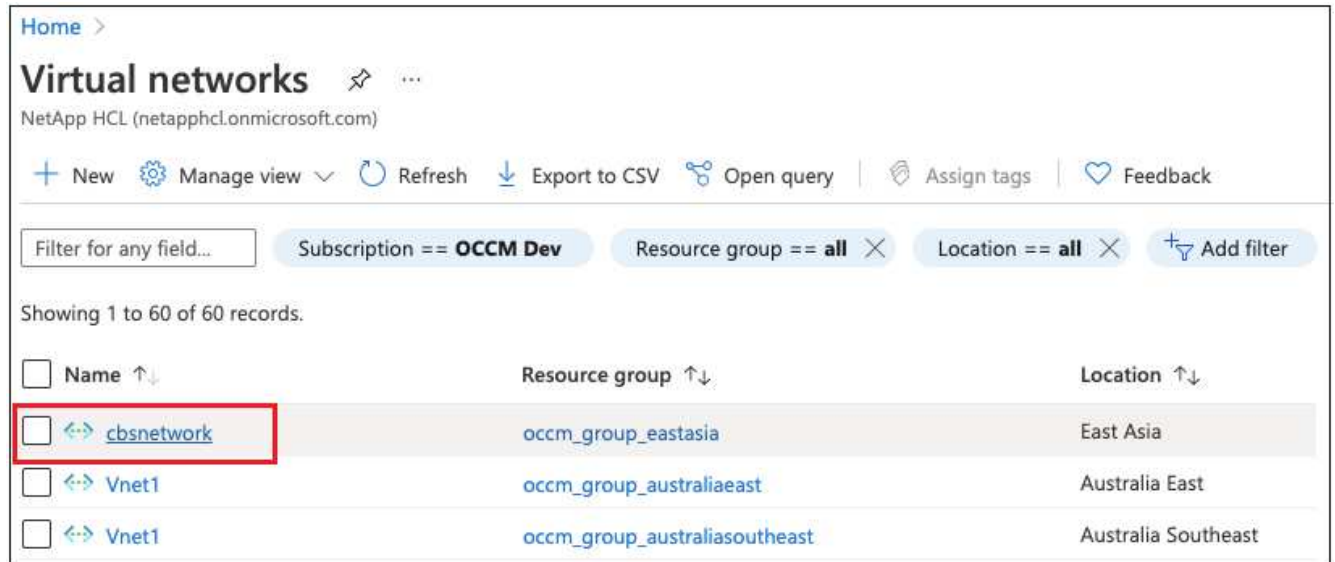 Home >
Virtual networks ...
NetApp HCL (netapphcl.onmicrosoft.com)
New Manage view Refresh Export to CSV Open query Assign tags Feedback
Filter for any field... Subscription == OCCM Dev Resource group == all Location == all Add filter
Showing 1 to 60 of 60 records.
Name ↑↓ Resource group ↑↓ Location ↑↓
cbsnetwork occm_group_eastasia East Asia
Vnet1 occm_group_australiaeast Australia East
Vnet1 occm_group_australiasoutheast Australia Southeast